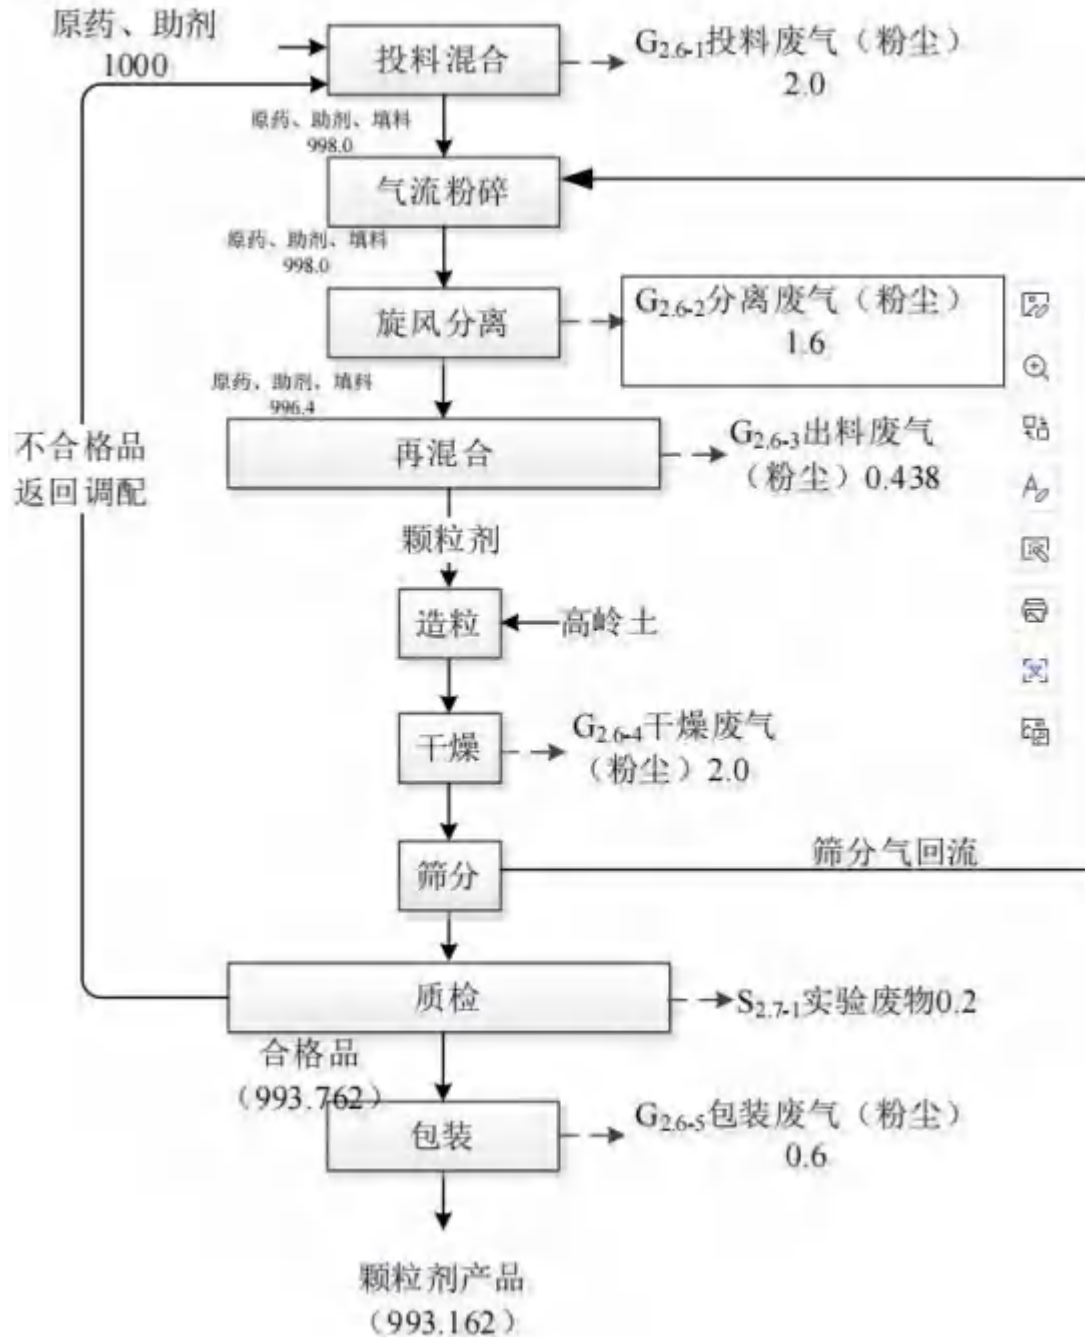 原药、助剂
1000
投料混合
G2.6-1投料废气（粉尘）
2.0
原药、助剂、填料
998.0
气流粉碎
原药、助剂、填料
998.0
旋风分离
G2.6-2分离废气（粉尘）
1.6
原药、助剂、填料
996.4
再混合
G2.6-3出料废气
（粉尘）0.438
不合格品
返回调配
颗粒剂
造粒
高岭土
干燥
G2.6-4干燥废气
（粉尘）2.0
筛分
筛分气回流
质检
S2.7-1实验废物0.2
合格品
（993.762）
包装
G2.6-5包装废气（粉尘）
0.6
颗粒剂产品
（993.162）